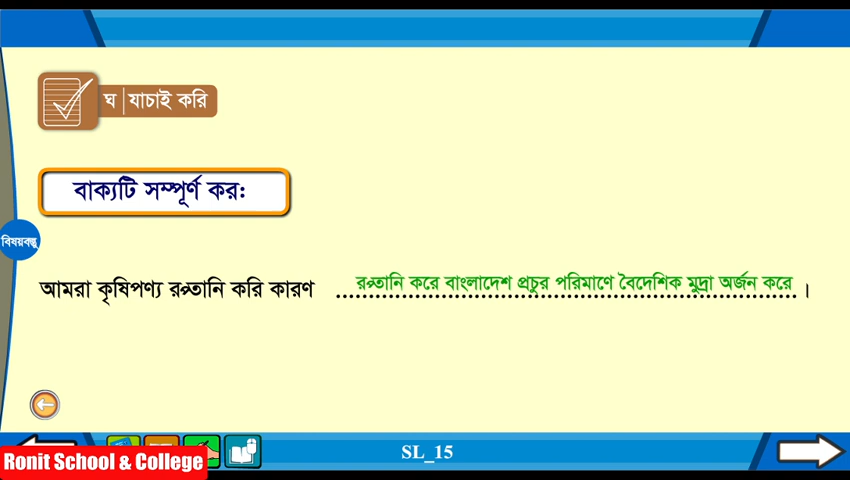 ঘ | যাচাই করি
বাক্যটি সম্পূর্ণ কর:
বিষয়বস্তু
আমরা কৃষিপণ্য রপ্তানি করি কারণ রপ্তানি করে বাংলাদেশ প্রচুর পরিমাণে বৈদেশিক মুদ্রা অর্জন করে ।
SL_15
Ronit School & College